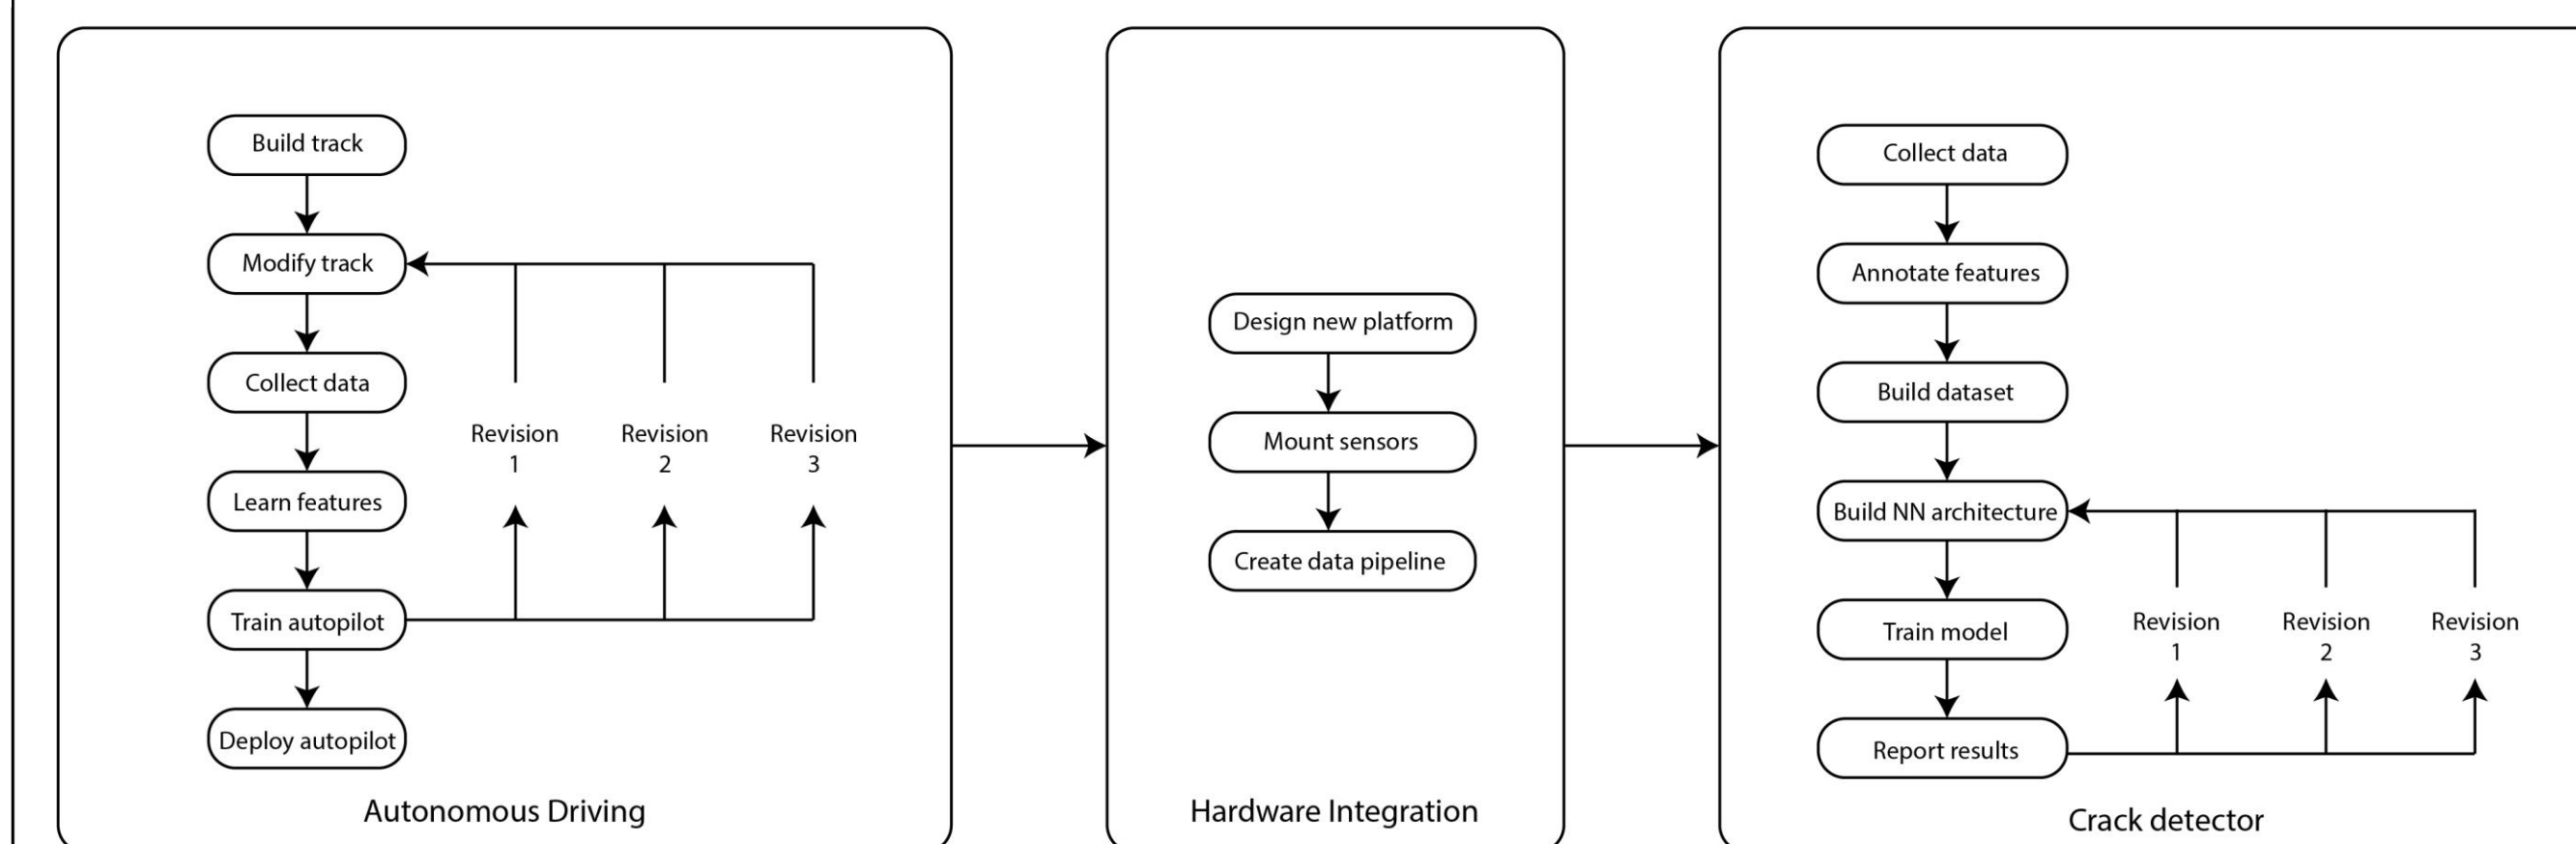 Build track
Modify track
Collect data
Learn features
Train autopilot
Deploy autopilot
Revision
1
Revision
2
Revision
3
Autonomous Driving
Design new platform
Mount sensors
Create data pipeline
Hardware Integration
Collect data
Annotate features
Build dataset
Build NN architecture
Train model
Report results
Revision
1
Revision
2
Revision
3
Crack detector